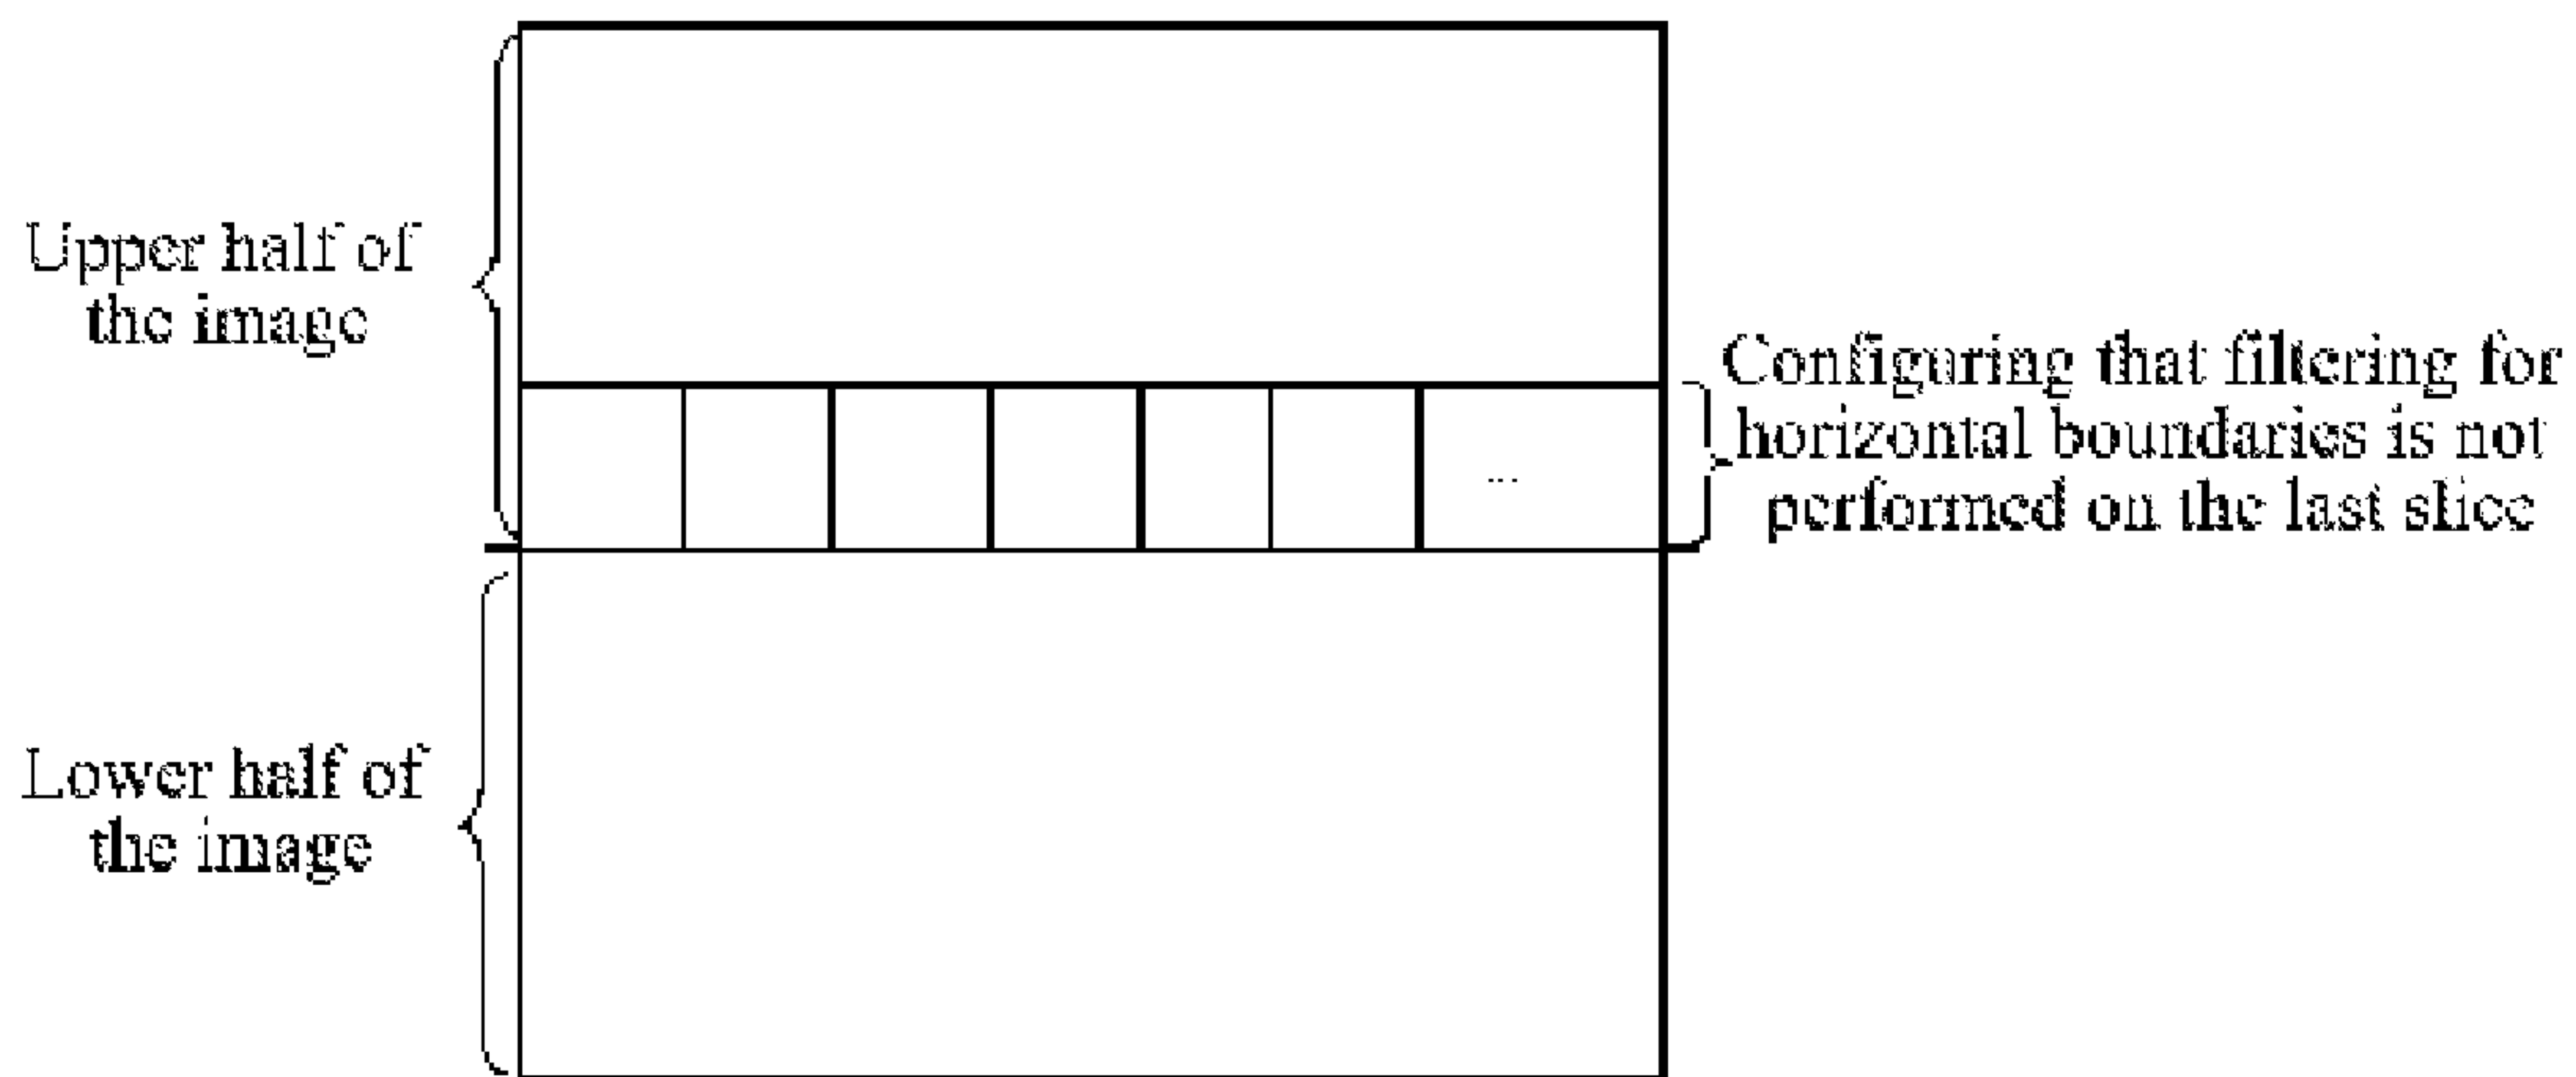 Upper half of
the image
Configuring that filtering for
horizontal boundaries is not
performed on the last slice
...
Lower half of
the image